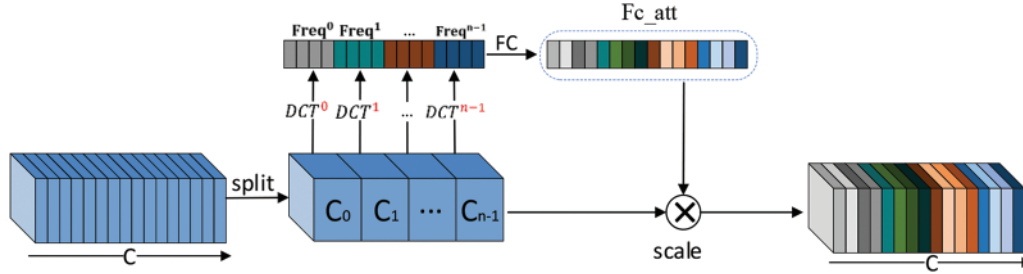 Fc_att
Freq⁰ Freq¹ ... Freqⁿ⁻¹
FC
DCT⁰ DCT¹ ... DCTⁿ⁻¹
split
C₀ C₁ ... Cₙ₋₁
scale
C
C